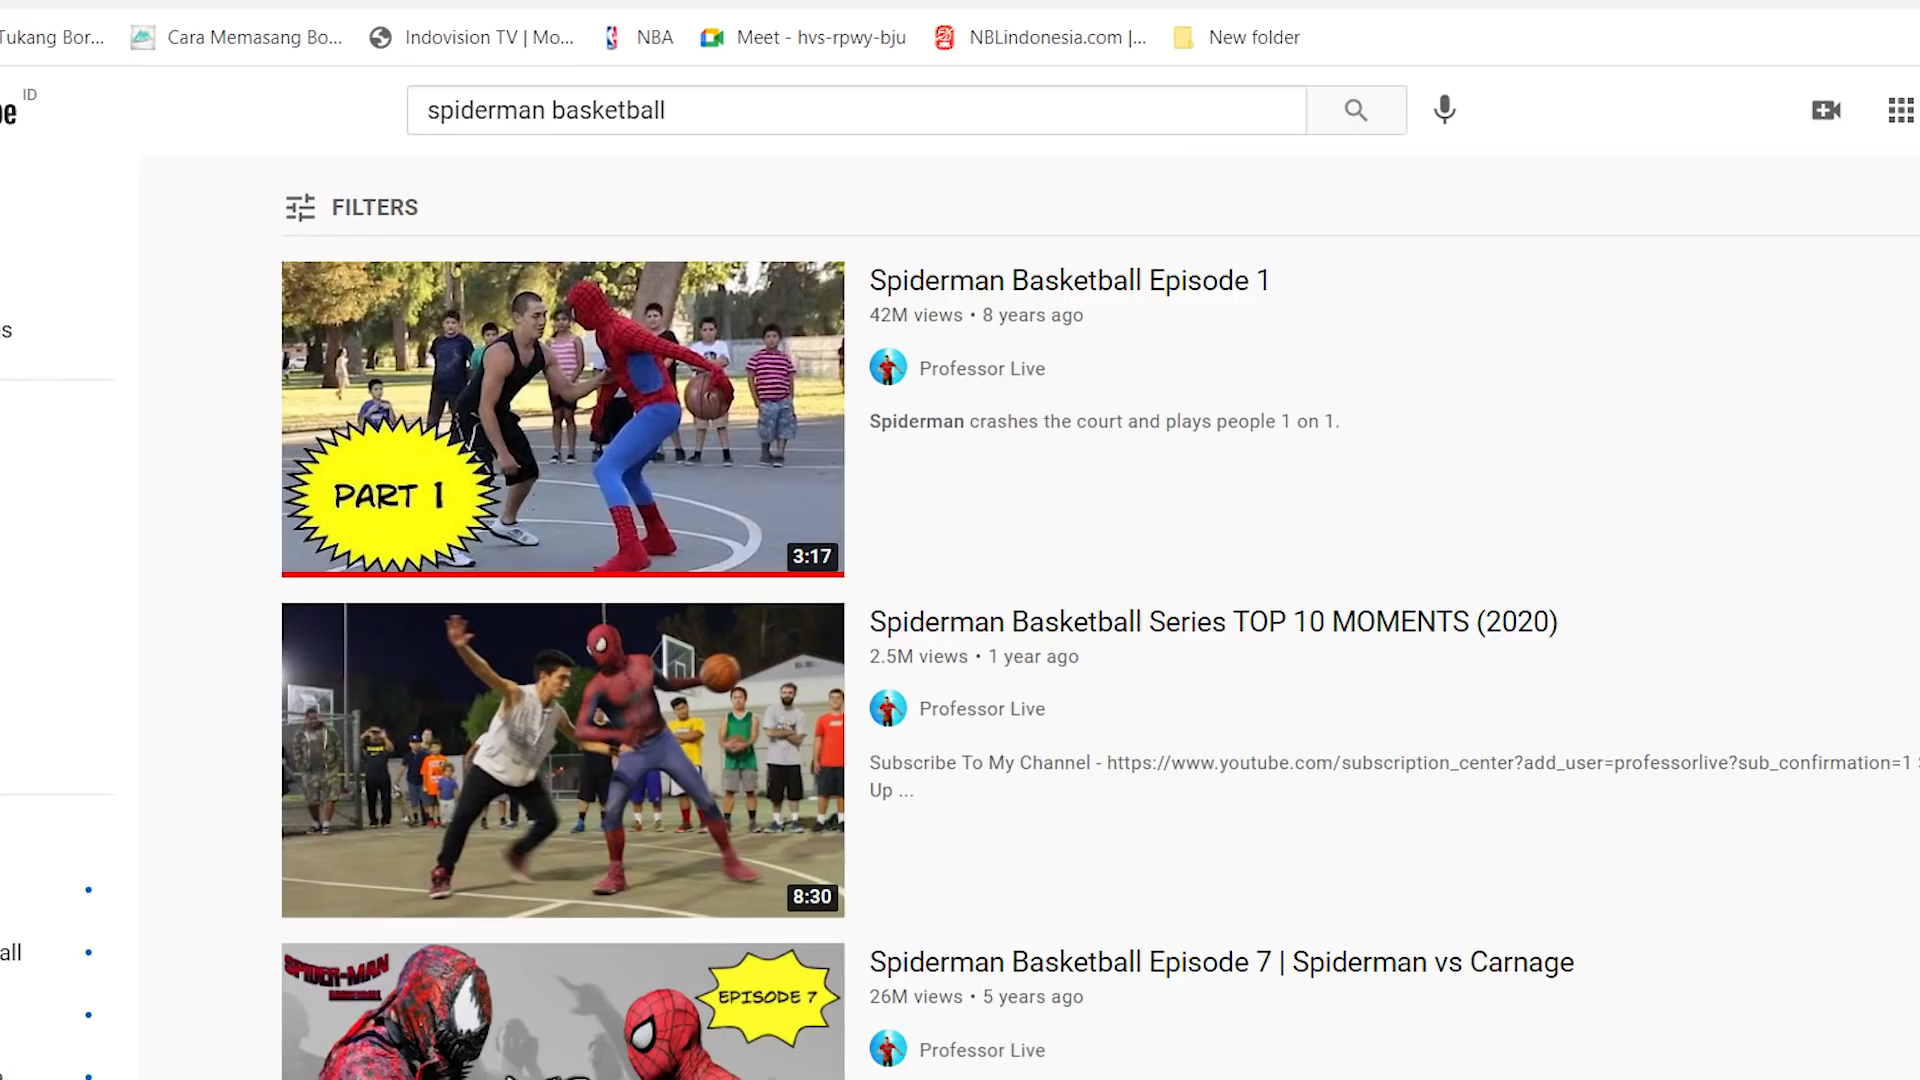 Tukang Bor... Cara Memasang Bo... Indovision TV | Mo... NBA Meet - hvs-rpwy-bju NBLindonesia.com |... New folder
ID
spiderman basketball
FILTERS
Spiderman Basketball Episode 1
42M views • 8 years ago
Professor Live
Spiderman crashes the court and plays people 1 on 1.
PART 1
3:17
Spiderman Basketball Series TOP 10 MOMENTS (2020)
2.5M views • 1 year ago
Professor Live
Subscribe To My Channel - https://www.youtube.com/subscription_center?add_user=professorlive?sub_confirmation=1
Up ...
8:30
SPIDER-MAN
BASKETBALL
EPISODE 7
Spiderman Basketball Episode 7 | Spiderman vs Carnage
26M views • 5 years ago
Professor Live